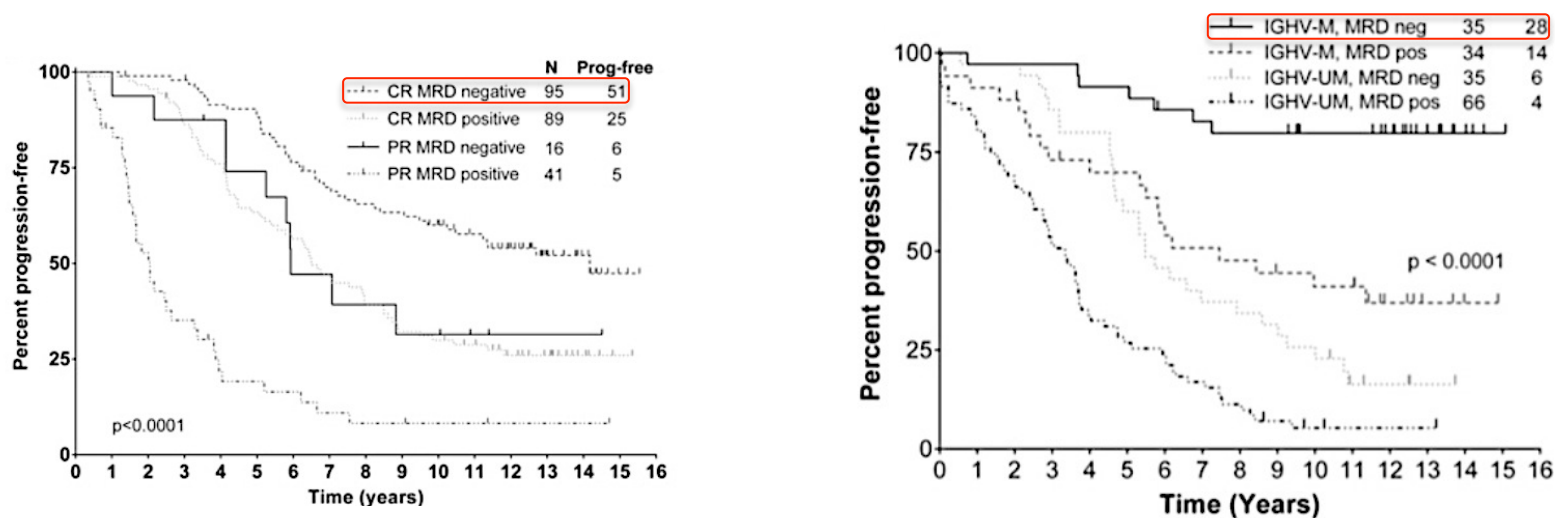 N Prog-free
CR MRD negative 95 51
CR MRD positive 89 25
PR MRD negative 16 6
PR MRD positive 41 5
Percent progression-free
100
75
50
25
0
p<0.0001
0 1 2 3 4 5 6 7 8 9 10 11 12 13 14 15 16
Time (years)
IGHV-M, MRD neg 35 28
IGHV-M, MRD pos 34 14
IGHV-UM, MRD neg 35 6
IGHV-UM, MRD pos 66 4
Percent progression-free
100
75
50
25
0
p < 0.0001
0 1 2 3 4 5 6 7 8 9 10 11 12 13 14 15 16
Time (Years)